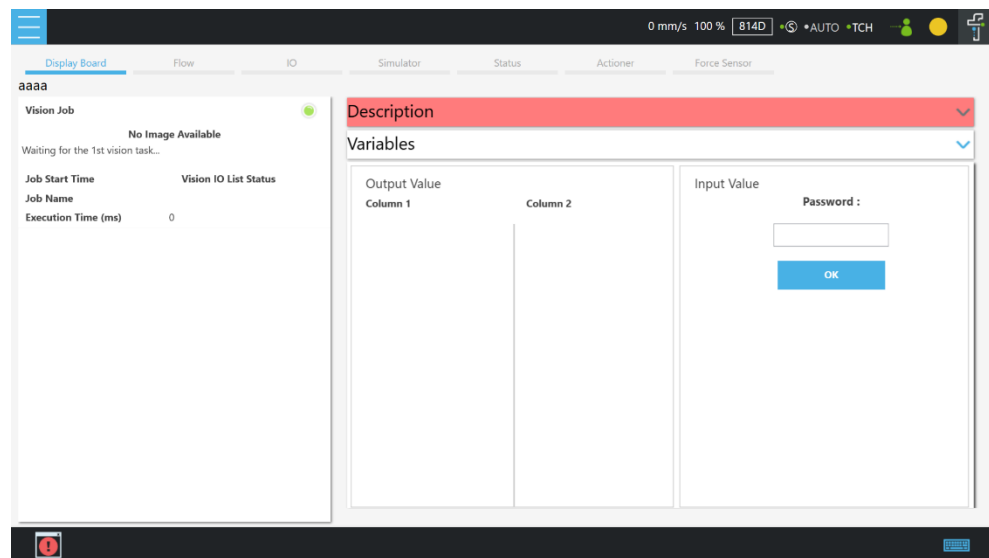 0 mm/s 100 % 814D Ⓢ AUTO TCH
Display Board Flow IO Simulator Status Actioner Force Sensor
aaaa
Vision Job
No Image Available
Waiting for the 1st vision task...
Job Start Time Vision IO List Status
Job Name
Execution Time (ms) 0
Description
Variables
Output Value
Column 1 Column 2
Input Value
Password :
OK